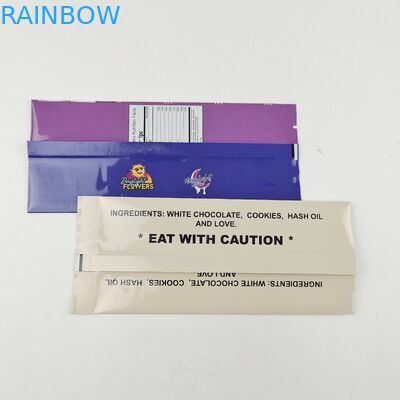 RAINBOW
FLOWERS
INGREDIENTS: WHITE CHOCOLATE, COOKIES, HASH OIL
AND LOVE.
* EAT WITH CAUTION *
AND LOVE
INGREDIENTS: WHITE CHOCOLATE, COOKIES, HASH OIL